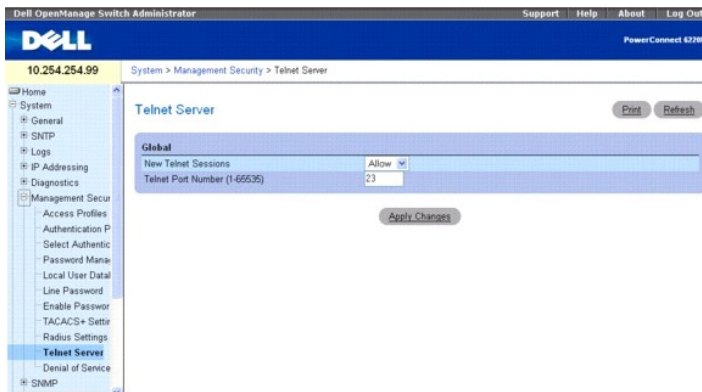 Dell OpenManage Switch Administrator
Support Help About Log Out
DELL
PowerConnect 6220
10.254.254.99
System > Management Security > Telnet Server
Home
System
General
SNTP
Logs
IP Addressing
Diagnostics
Management Secur
Access Profiles
Authentication P
Select Authentic
Password Mana
Local User Datal
Line Password
Enable Passwor
TACACS+ Settir
Radius Settings
Telnet Server
Denial of Service
SNMP
Telnet Server
Print Refresh
Global
New Telnet Sessions Allow
Telnet Port Number (1-65535) 23
Apply Changes